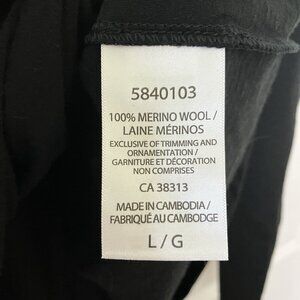 5840103
100% MERINO WOOL /
LAINE MÉRINOS
EXCLUSIVE OF TRIMMING AND
ORNAMENTATION /
GARNITURE ET DÉCORATION
NON COMPRISES
CA 38313
MADE IN CAMBODIA /
FABRIQUÉ AU CAMBODGE
L / G